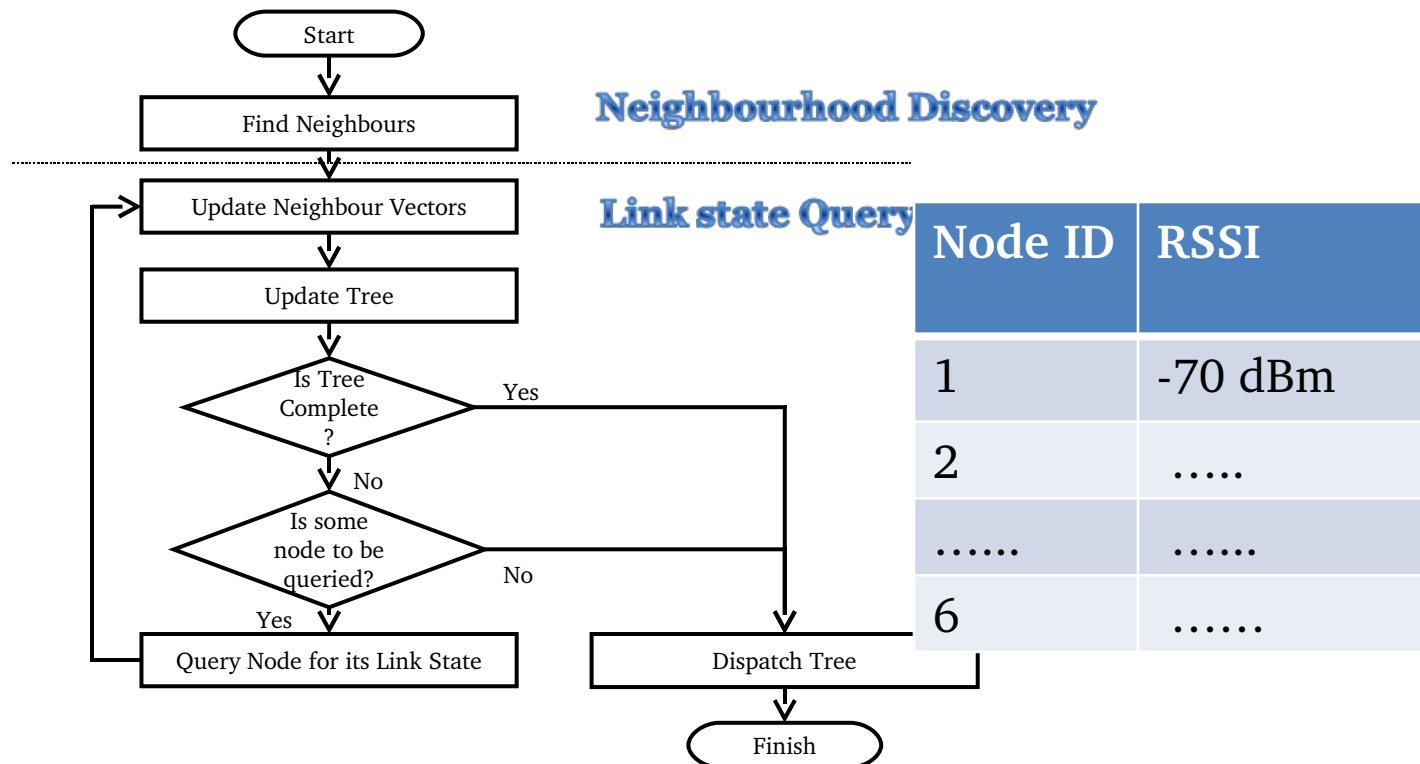 Start
Find Neighbours
Neighbourhood Discovery
Update Neighbour Vectors
Link state Query
Update Tree
Is Tree
Complete
?
Yes
No
Is some
node to be
queried?
No
Yes
Query Node for its Link State
Dispatch Tree
Finish
Node ID RSSI
1 -70 dBm
2 .....
...... ......
6 ......